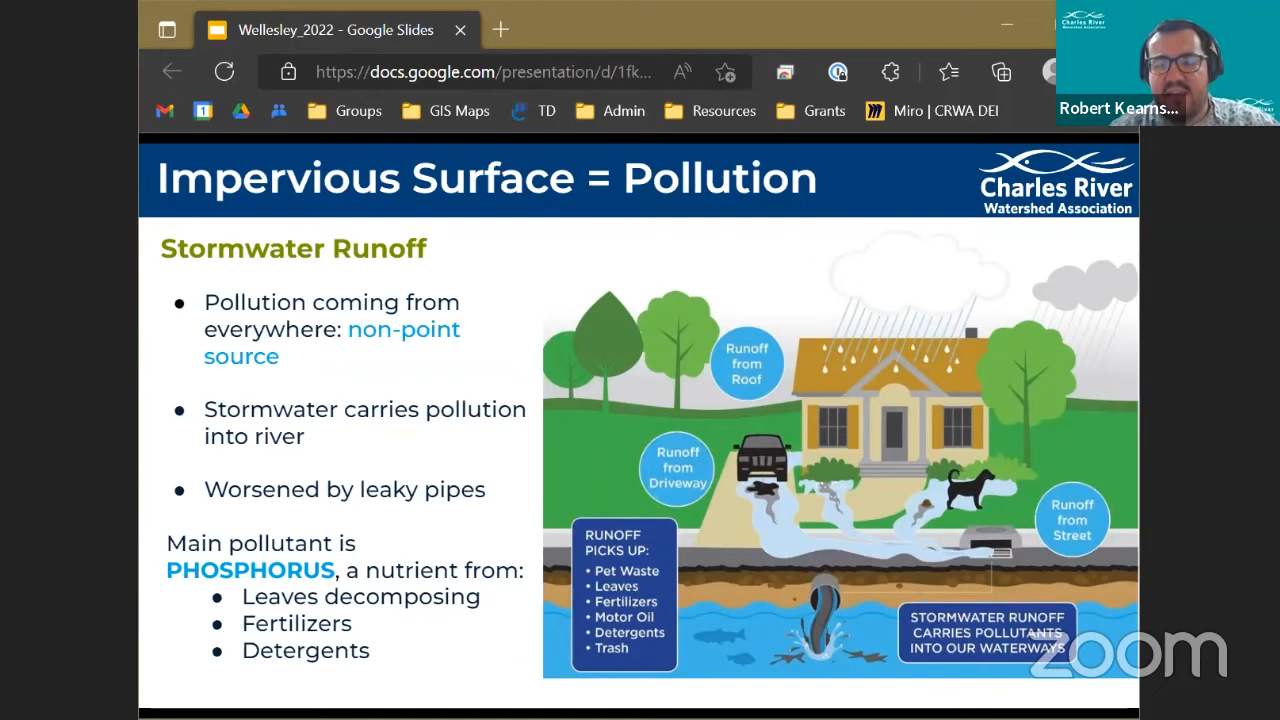 Wellesley_2022 - Google Slides
https://docs.google.com/presentation/d/1fk...
Groups
GIS Maps
TD
Admin
Resources
Grants
Miro | CRWA DEI
Charles River
Watershed Association
Robert Kearns...
Impervious Surface = Pollution
Charles River
Watershed Association
Stormwater Runoff
● Pollution coming from
everywhere: non-point
source
● Stormwater carries pollution
into river
● Worsened by leaky pipes
Main pollutant is
PHOSPHORUS, a nutrient from:
● Leaves decomposing
● Fertilizers
● Detergents
Runoff
from
Roof
Runoff
from
Driveway
Runoff
from
Street
RUNOFF
PICKS UP:
• Pet Waste
• Leaves
• Fertilizers
• Motor Oil
• Detergents
• Trash
STORMWATER RUNOFF
CARRIES POLLUTANTS
INTO OUR WATERWAYS
zoom